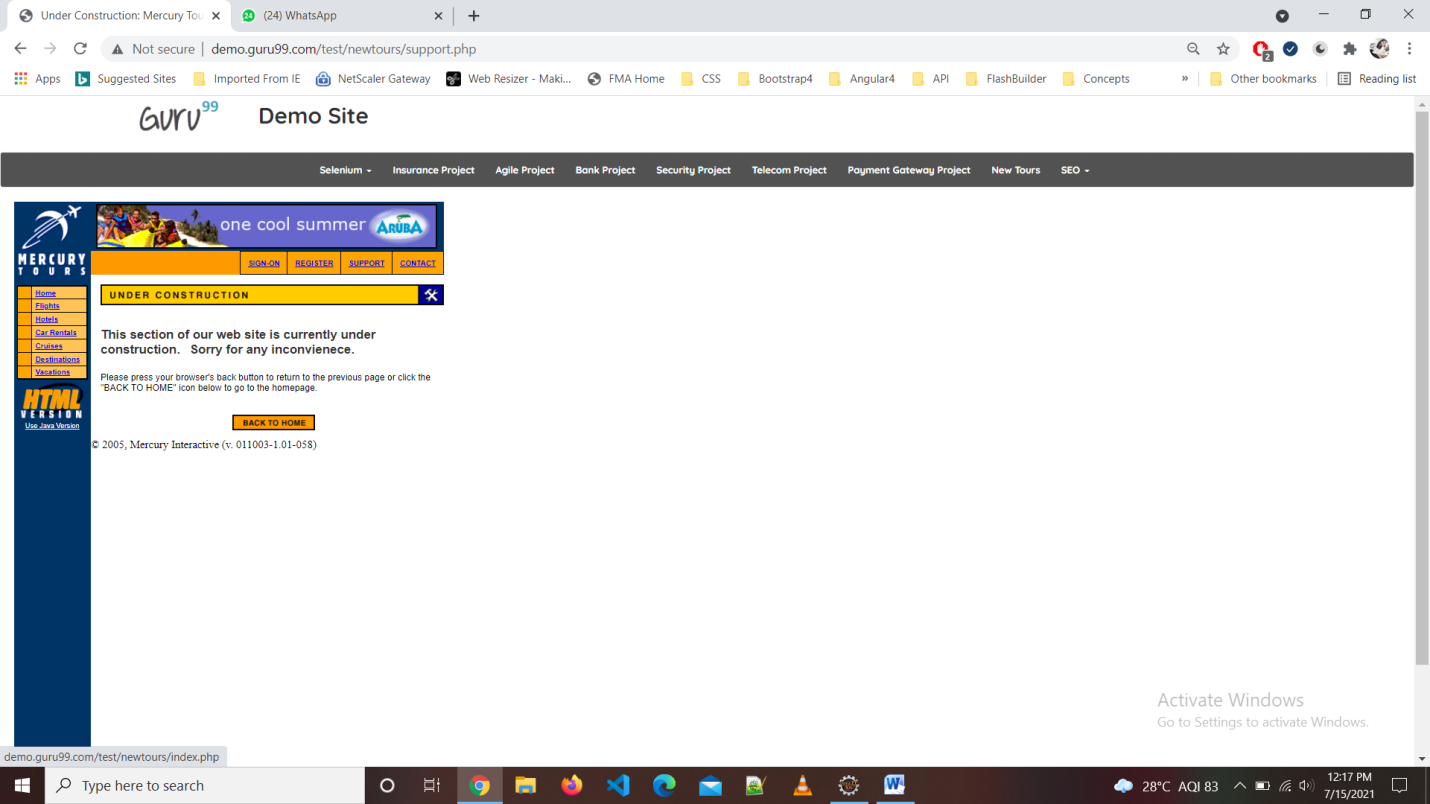 Under Construction: Mercury Tou
24
(24) WhatsApp
Not secure
demo.guru99.com/test/newtours/support.php
2
Apps
Suggested Sites
Imported From IE
NetScaler Gateway
Web Resizer - Maki...
FMA Home
CSS
Bootstrap4
Angular4
API
FlashBuilder
Concepts
»
Other bookmarks
Reading list
Guru99
Demo Site
Selenium
Insurance Project
Agile Project
Bank Project
Security Project
Telecom Project
Payment Gateway Project
New Tours
SEO
MERCURY
TOURS
one cool summer
ARUBA
SIGN-ON
REGISTER
SUPPORT
CONTACT
Home
Flights
Hotels
Car Rentals
Cruises
Destinations
Vacations
HTML
VERSION
Use Java Version
UNDER CONSTRUCTION
This section of our web site is currently under
construction. Sorry for any inconvienece.
Please press your browser's back button to return to the previous page or click the
"BACK TO HOME" icon below to go to the homepage.
BACK TO HOME
© 2005, Mercury Interactive (v. 011003-1.01-058)
Activate Windows
Go to Settings to activate Windows.
demo.guru99.com/test/newtours/index.php
Type here to search
28°C AQI 83
12:17 PM
7/15/2021